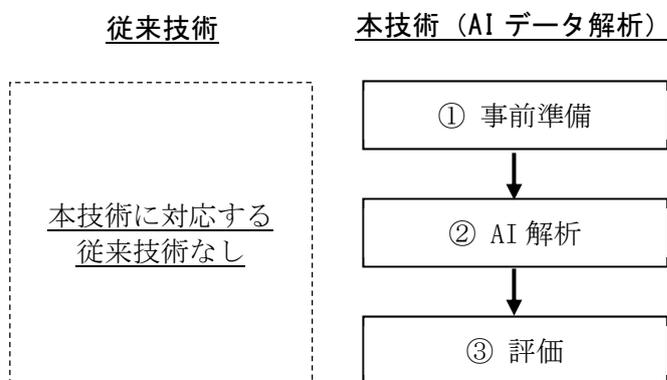 従来技術
本技術（AI データ解析）
本技術に対応する
従来技術なし
① 事前準備
② AI 解析
③ 評価